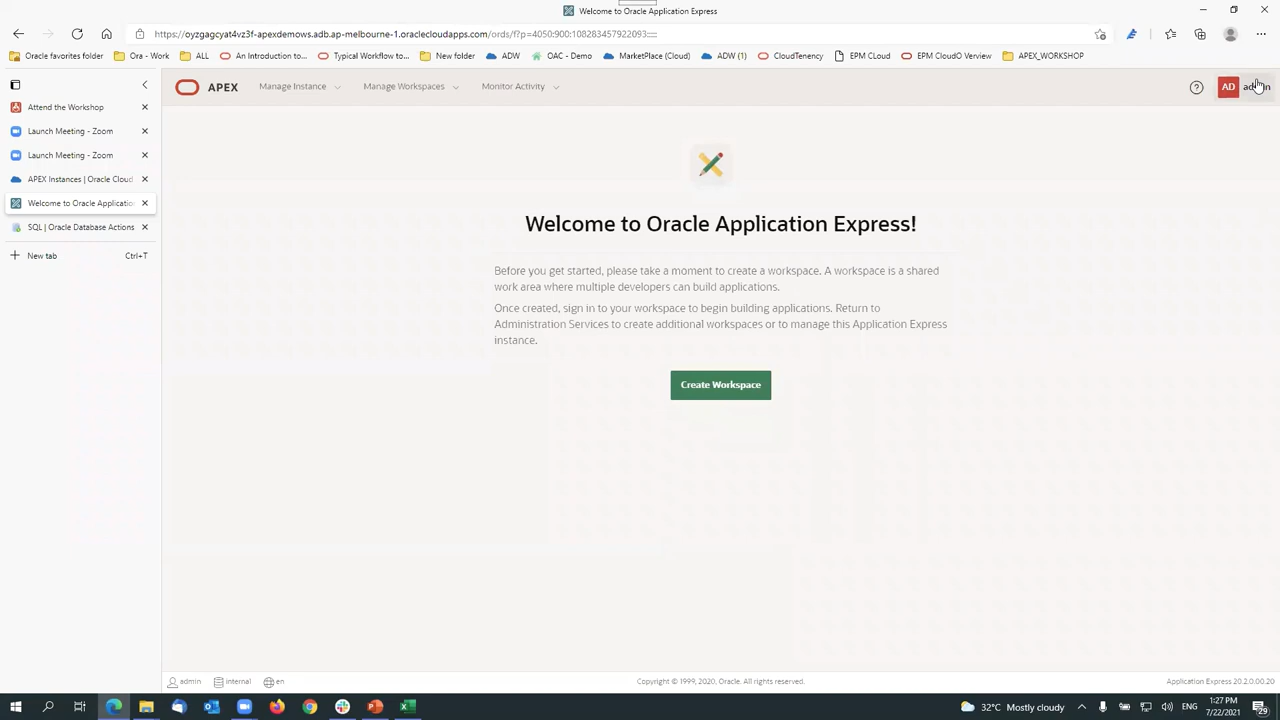 Welcome to Oracle Application Express
https://oyzgagcyat4vz3f-apexdemows.adb.ap-melbourne-1.oraclecloudapps.com/ords/f?p=4050:900:108283457922093:::::
Oracle favorites folder
Ora - Work
ALL
An Introduction to...
Typical Workflow to...
New folder
ADW
OAC - Demo
MarketPlace (Cloud)
ADW (1)
CloudTenency
EPM CLoud
EPM CloudO Verview
APEX_WORKSHOP
Attend the Workshop
Launch Meeting - Zoom
Launch Meeting - Zoom
APEX Instances | Oracle Cloud
Welcome to Oracle Applicatio
SQL | Oracle Database Actions
New tab Ctrl+T
APEX Manage Instance Manage Workspaces Monitor Activity
AD
Welcome to Oracle Application Express!
Before you get started, please take a moment to create a workspace. A workspace is a shared
work area where multiple developers can build applications.
Once created, sign in to your workspace to begin building applications. Return to
Administration Services to create additional workspaces or to manage this Application Express
instance.
Create Workspace
admin internal en
Copyright © 1999, 2020, Oracle. All rights reserved.
Application Express 20.2.0.00.20
32°C Mostly cloudy
ENG
1:27 PM
7/22/2021
29